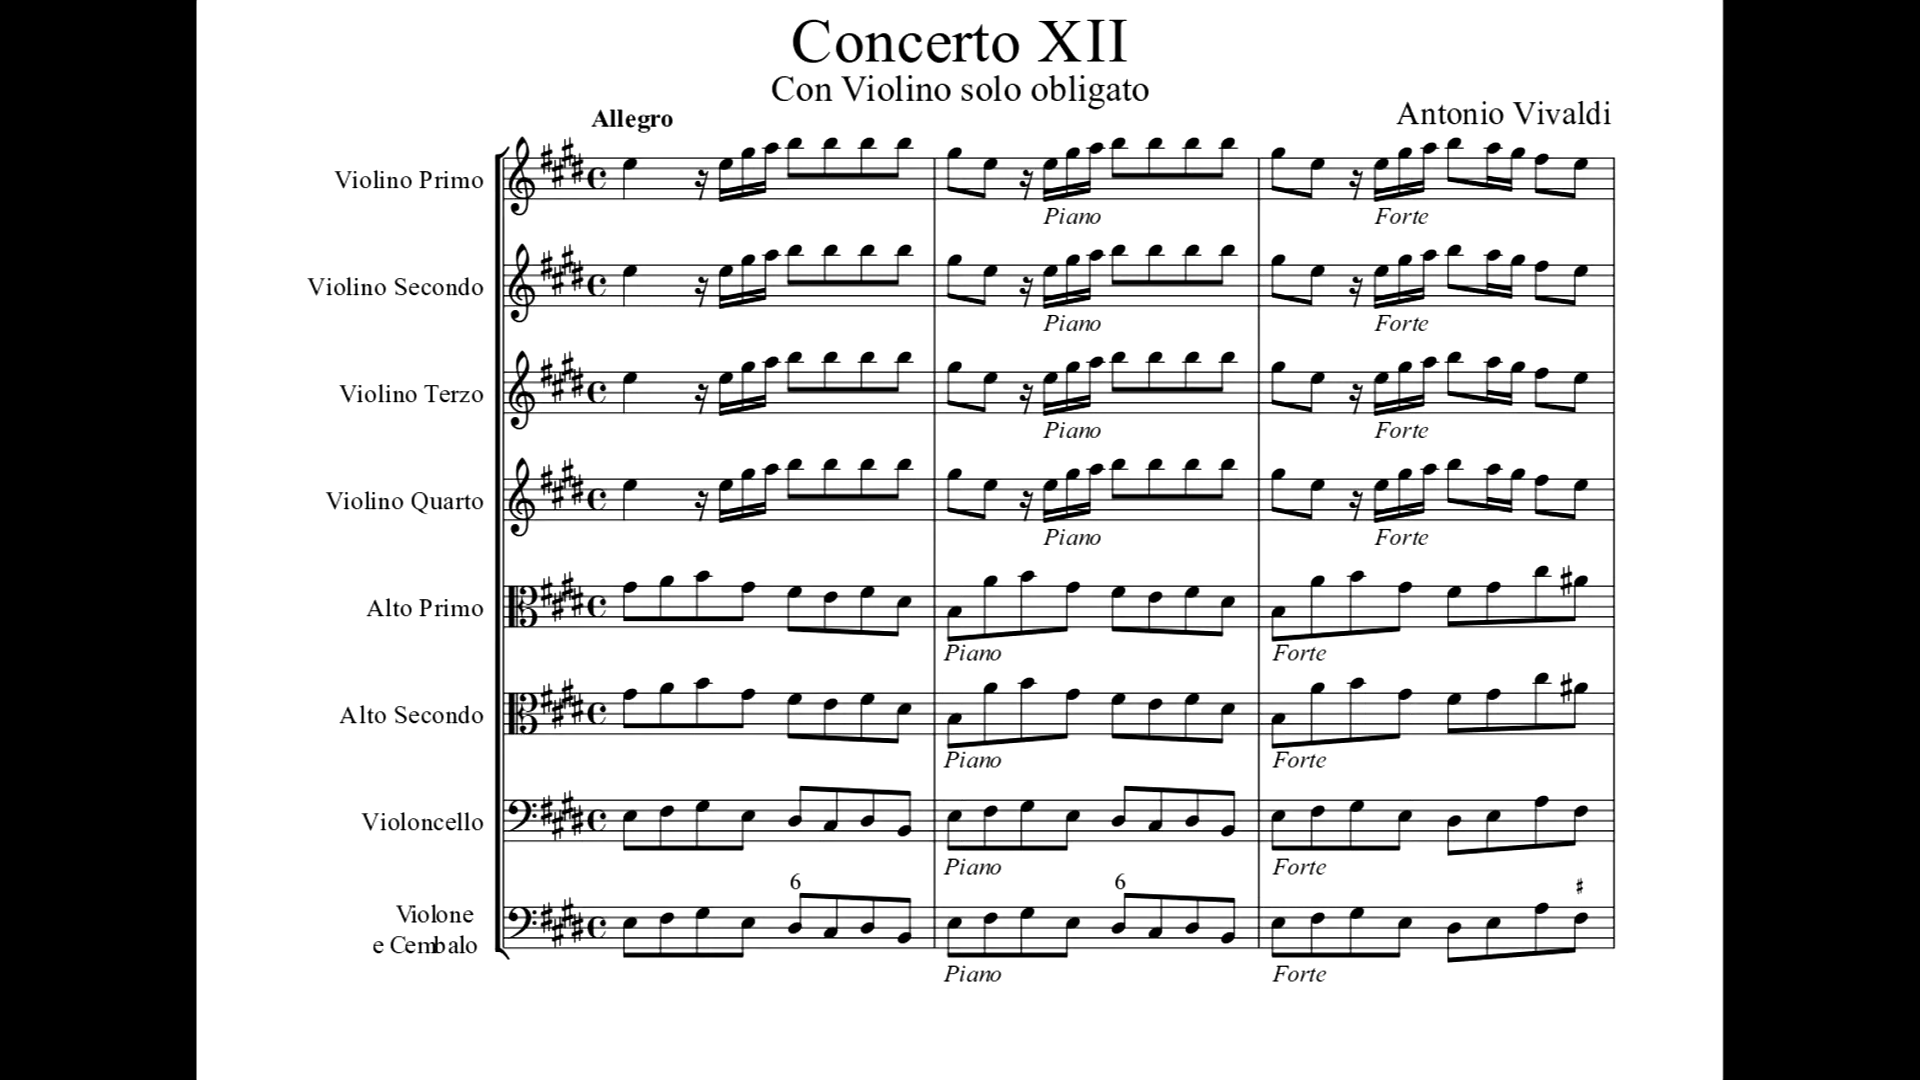 Concerto XII
Con Violino solo obligato
Allegro
Antonio Vivaldi
Violino Primo
Piano Forte
Violino Secondo
Piano Forte
Violino Terzo
Piano Forte
Violino Quarto
Piano Forte
Alto Primo
Piano Forte
Alto Secondo
Piano Forte
Violoncello
Piano Forte
6 6
Violone
e Cembalo
Piano Forte